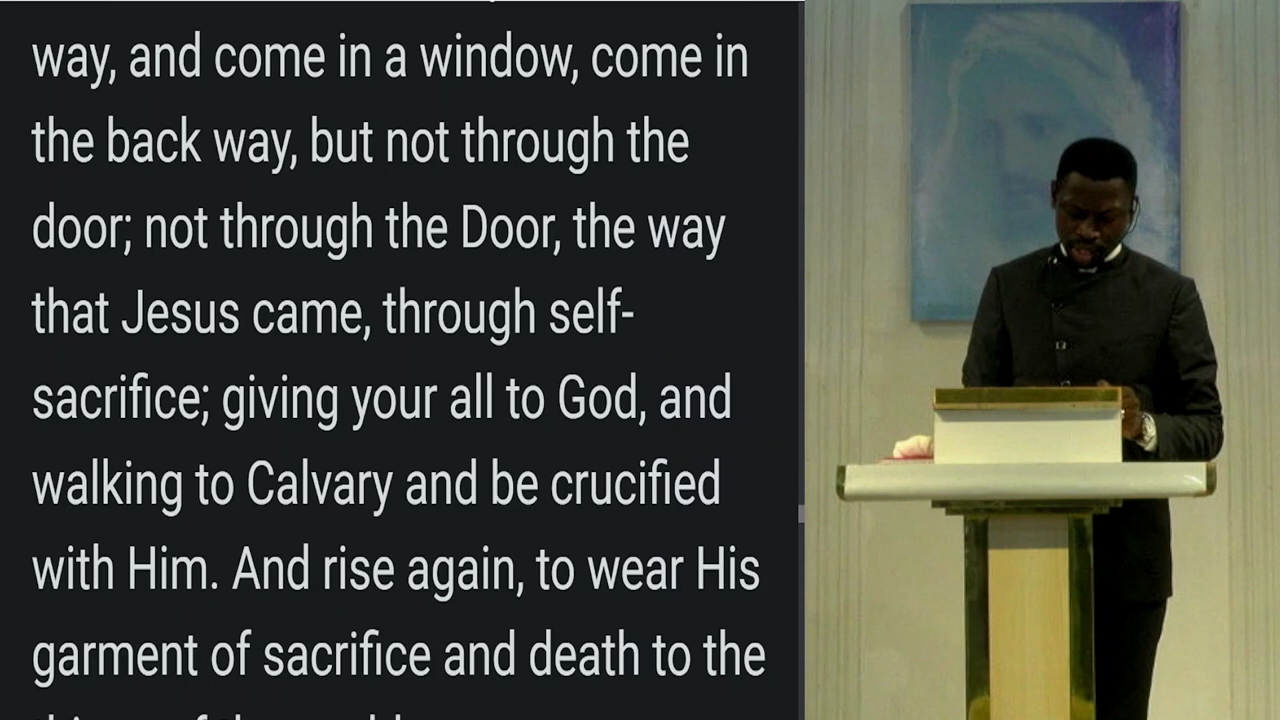 way, and come in a window, come in
the back way, but not through the
door; not through the Door, the way
that Jesus came, through self-
sacrifice; giving your all to God, and
walking to Calvary and be crucified
with Him. And rise again, to wear His
garment of sacrifice and death to the